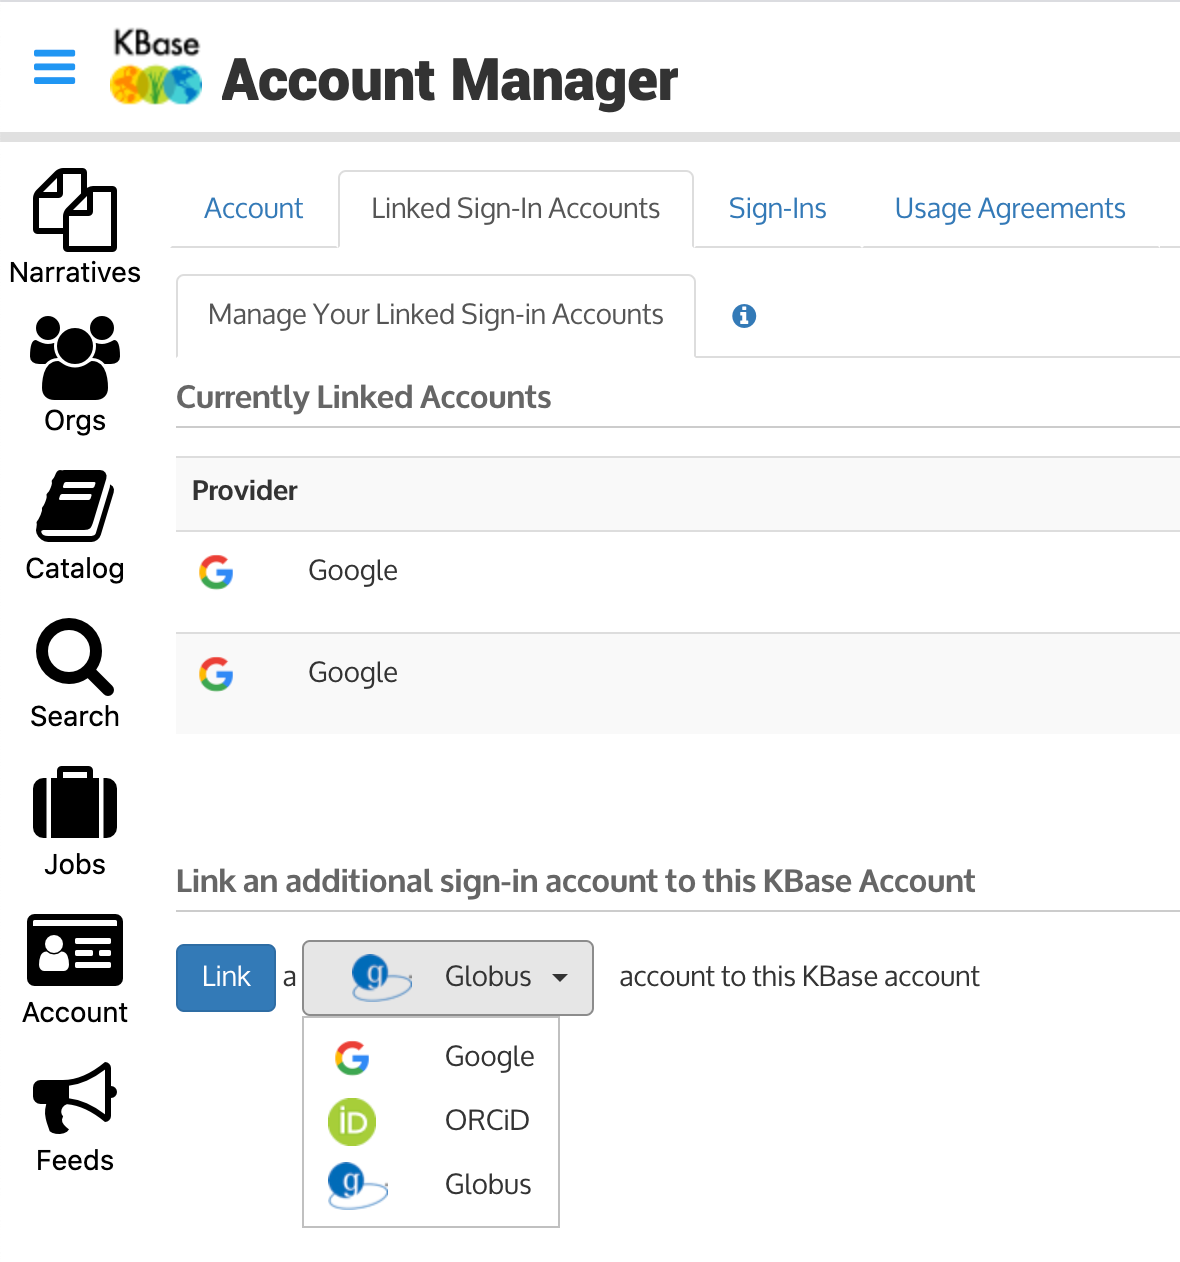 KBase
Account Manager
Narratives
Orgs
Catalog
Search
Jobs
Account
Feeds
Account Linked Sign-In Accounts Sign-Ins Usage Agreements
Manage Your Linked Sign-in Accounts
Currently Linked Accounts
Provider
Google
Google
Link an additional sign-in account to this KBase Account
Link a Globus account to this KBase account
Google
iD ORCiD
Globus